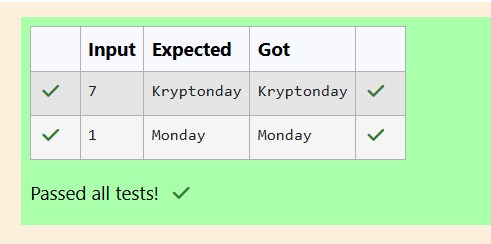 Input Expected Got
7 Kryptonday Kryptonday
1 Monday Monday
Passed all tests!